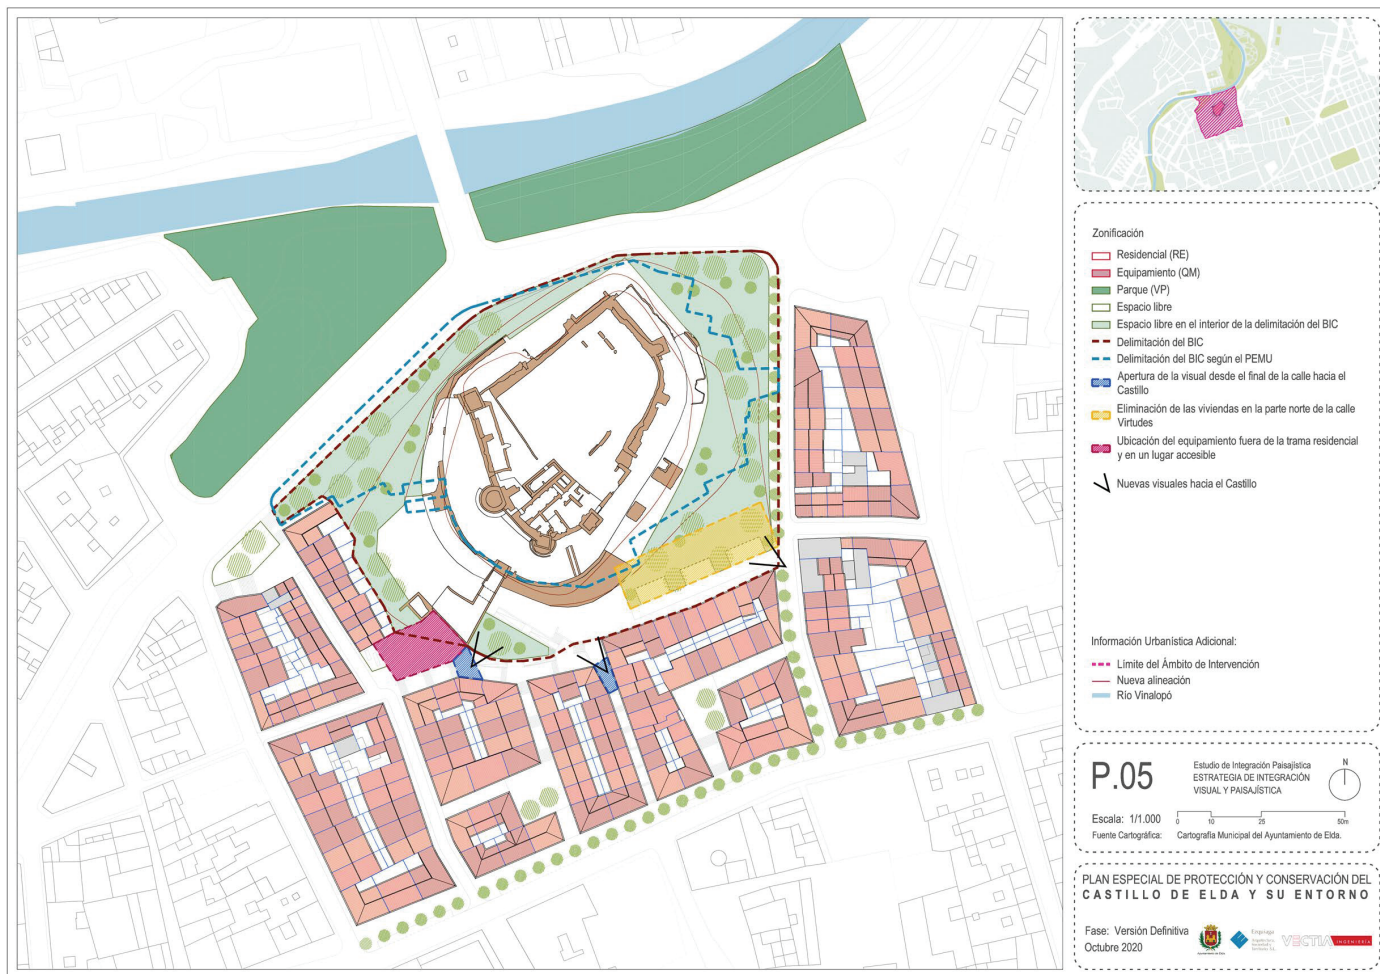 Zonificación
Residencial (RE)
Equipamiento (QM)
Parque (VP)
Espacio libre
Espacio libre en el interior de la delimitación del BIC
Delimitación del BIC
Delimitación del BIC según el PEMU
Apertura de la visual desde el final de la calle hacia el
Castillo
Eliminación de las viviendas en la parte norte de la calle
Virtudes
Ubicación del equipamiento fuera de la trama residencial
y en un lugar accesible
Nuevas visuales hacia el Castillo
Información Urbanística Adicional:
Límite del Ámbito de Intervención
Nueva alineación
Río Vinalopó
P.05
Estudio de Integración Paisajística
ESTRATEGIA DE INTEGRACIÓN
VISUAL Y PAISAJÍSTICA
N
Escala: 1/1.000
0 10 25 50m
Fuente Cartográfica: Cartografía Municipal del Ayuntamiento de Elda.
PLAN ESPECIAL DE PROTECCIÓN Y CONSERVACIÓN DEL
CASTILLO DE ELDA Y SU ENTORNO
Fase: Versión Definitiva
Octubre 2020
Ayuntamiento de Elda
VECTIA INGENIERÍA